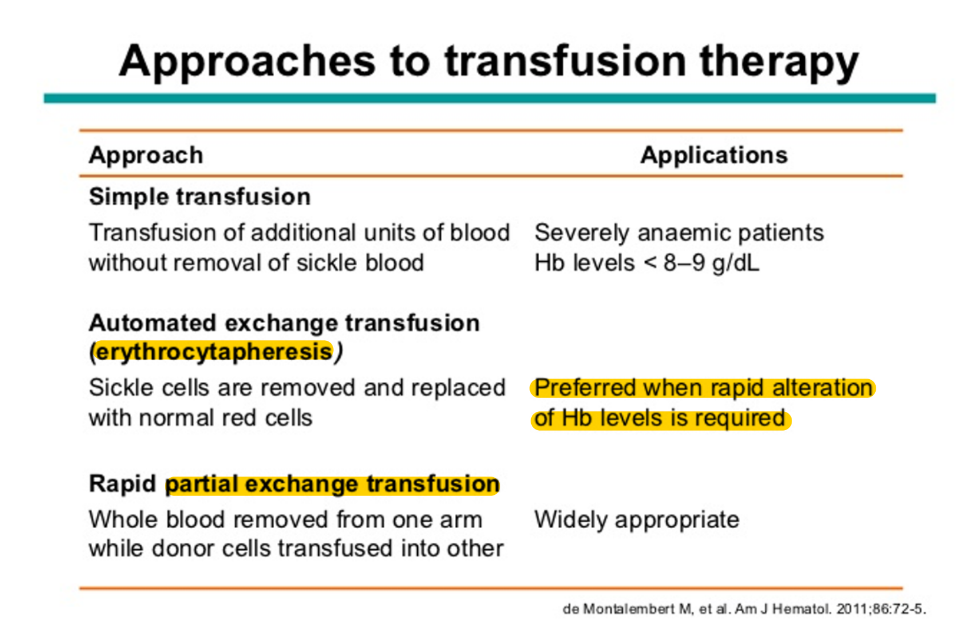 Approaches to transfusion therapy
Approach Applications
Simple transfusion
Transfusion of additional units of blood Severely anaemic patients
without removal of sickle blood Hb levels < 8–9 g/dL
Automated exchange transfusion
(erythrocytapheresis)
Sickle cells are removed and replaced Preferred when rapid alteration
with normal red cells of Hb levels is required
Rapid partial exchange transfusion
Whole blood removed from one arm Widely appropriate
while donor cells transfused into other
de Montalembert M, et al. Am J Hematol. 2011;86:72-5.